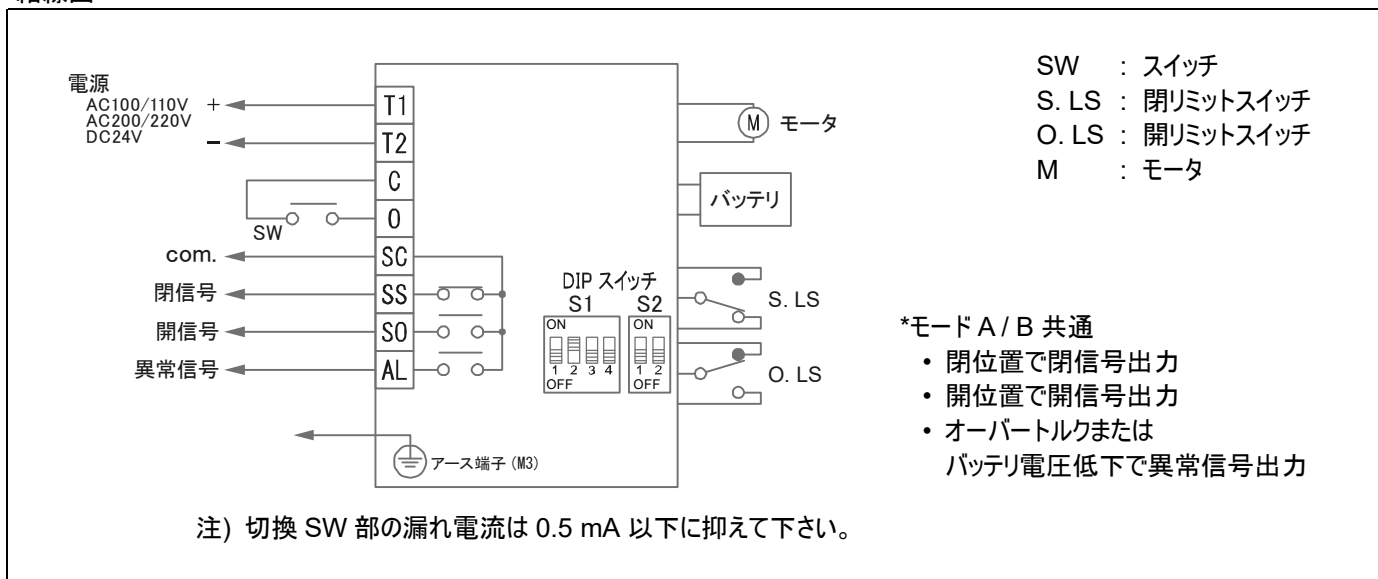 電源
AC100/110V
AC200/220V
DC24V
+
−
T1
T2
C
O
SW
SC
SS
SO
AL
com.
閉信号
開信号
異常信号
アース端子 (M3)
DIP スイッチ
S1 S2
ON ON
1 2 3 4 1 2
OFF OFF
M モータ
バッテリ
S. LS
O. LS
SW : スイッチ
S. LS : 閉リミットスイッチ
O. LS : 開リミットスイッチ
M : モータ
*モード A / B 共通
• 閉位置で閉信号出力
• 開位置で開信号出力
• オーバートルクまたは
バッテリ電圧低下で異常信号出力
注) 切換 SW 部の漏れ電流は 0.5 mA 以下に抑えて下さい。